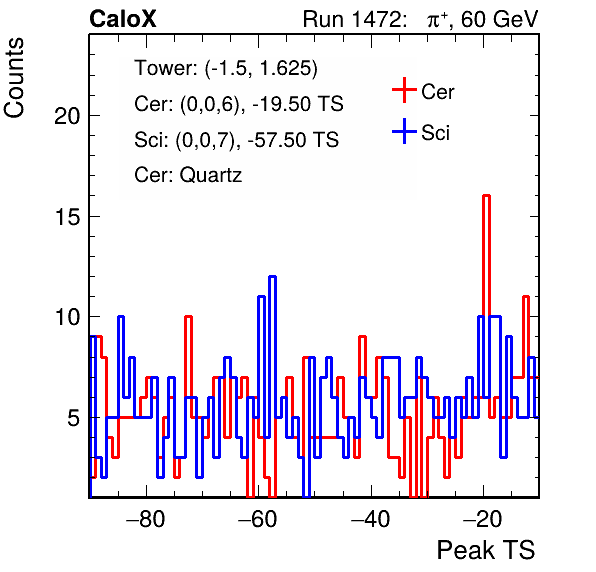 CaloX Run 1472: π⁺, 60 GeV
Counts
Tower: (-1.5, 1.625)
Cer: (0,0,6), -19.50 TS
Sci: (0,0,7), -57.50 TS
Cer: Quartz
Cer
Sci
20
15
10
5
−80 −60 −40 −20
Peak TS